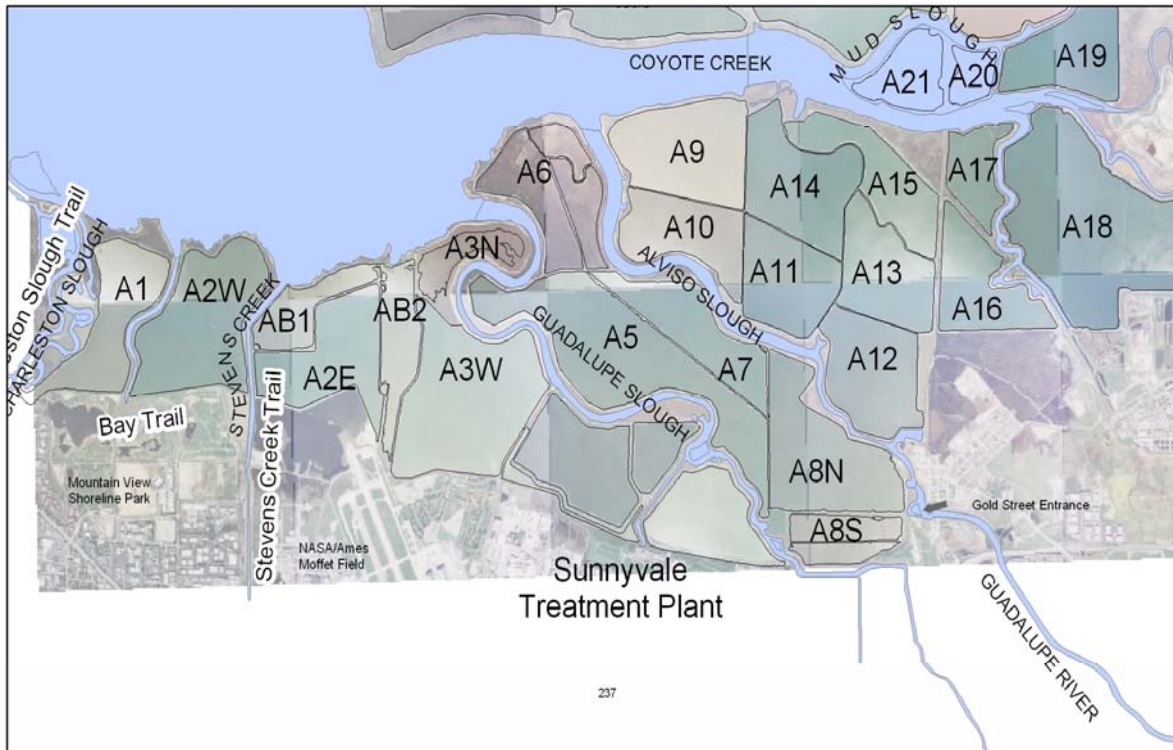 MUD SLOUGH
COYOTE CREEK
A21
A20
A19
A9
A6
A14
A15
A17
A18
A10
A3N
A1
A2W
ALVISO SLOUGH
A11
A13
A16
CHARLESTON SLOUGH
STEVENS CREEK
AB1
AB2
GUADALUPE SLOUGH
A5
A7
A12
A2E
A3W
Slough Trail
Bay Trail
Stevens Creek Trail
Mountain View
Shoreline Park
A8N
Gold Street Entrance
A8S
NASA/Ames
Moffet Field
Sunnyvale
Treatment Plant
GUADALUPE RIVER
237